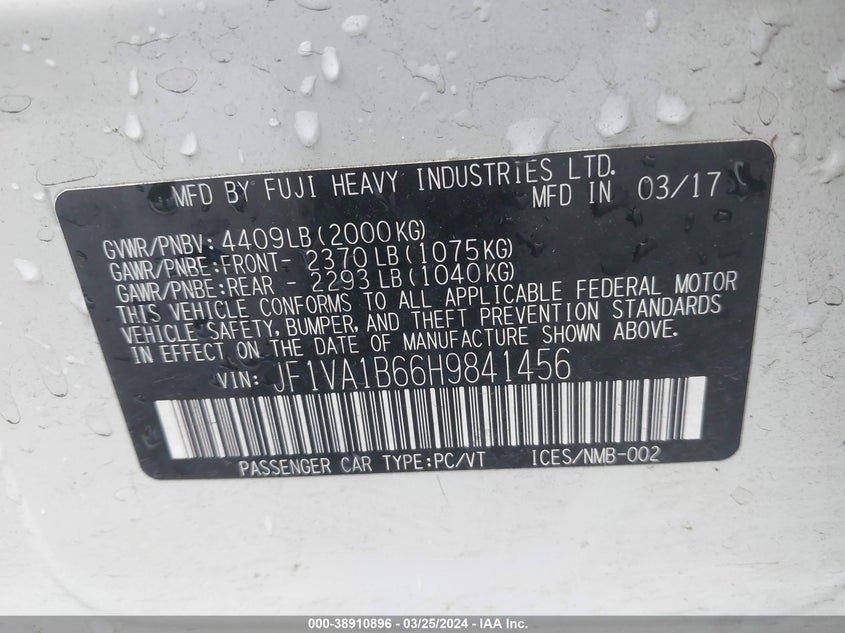 MFD BY FUJI HEAVY INDUSTRIES LTD.
MFD IN 03/17
GVWR/PNBV: 4409LB(2000KG)
GAWR/PNBE:FRONT- 2370LB(1075KG)
GAWR/PNBE:REAR - 2293LB(1040KG)
THIS VEHICLE CONFORMS TO ALL APPLICABLE FEDERAL MOTOR
VEHICLE SAFETY, BUMPER, AND THEFT PREVENTION STANDARDS
IN EFFECT ON THE DATE OF MANUFACTURE SHOWN ABOVE.
VIN: JF1VA1B66H9841456
PASSENGER CAR TYPE:PC/VT ICES/NMB-002
000-38910896 - 03/25/2024 - IAA Inc.